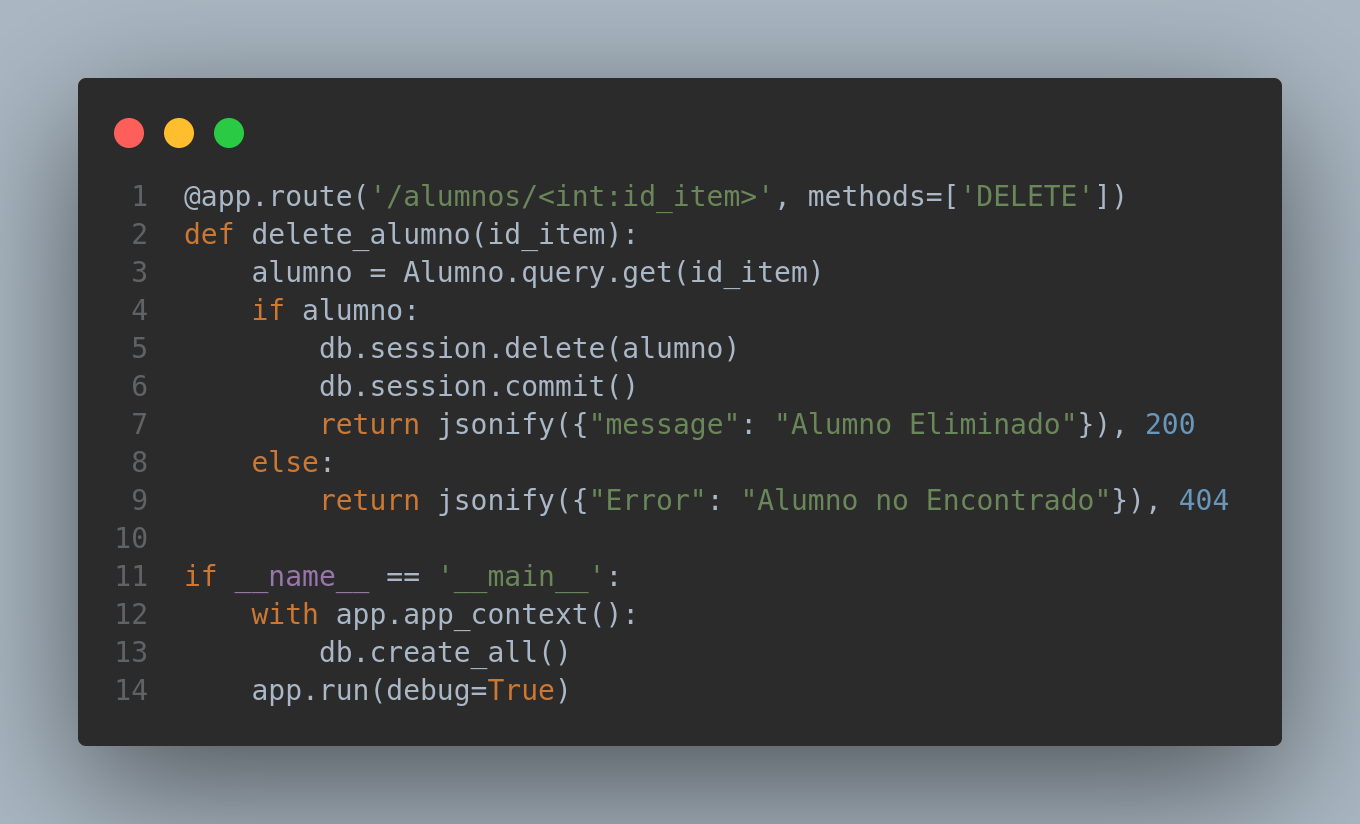 1 @app.route('/alumnos/<int:id_item>', methods=['DELETE'])
2 def delete_alumno(id_item):
3     alumno = Alumno.query.get(id_item)
4     if alumno:
5         db.session.delete(alumno)
6         db.session.commit()
7         return jsonify({"message": "Alumno Eliminado"}), 200
8     else:
9         return jsonify({"Error": "Alumno no Encontrado"}), 404
10
11 if __name__ == '__main__':
12     with app.app_context():
13         db.create_all()
14     app.run(debug=True)